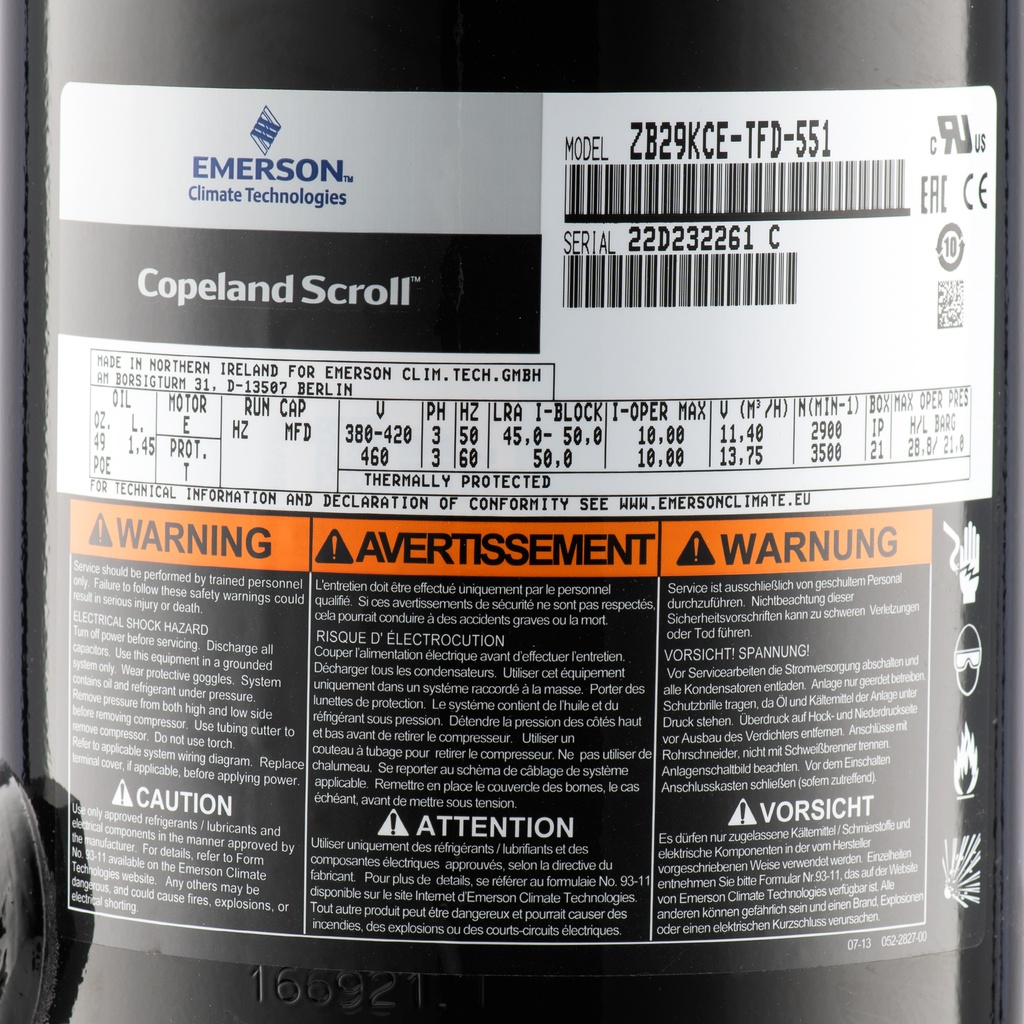 EMERSON™
Climate Technologies
Copeland Scroll™
MODEL ZB29KCE-TFD-551
SERIAL 22D232261 C
c RU us
EAC CE
10
MADE IN NORTHERN IRELAND FOR EMERSON CLIM.TECH.GMBH
AM BORSIGTURM 31, D-13507 BERLIN
OIL MOTOR RUN CAP V PH HZ LRA I-BLOCK I-OPER MAX V (M³/H) N(MIN-1) BOX MAX OPER PRES
OZ. L. E HZ MFD 380-420 3 50 45,0- 50,0 10,00 11,40 2900 IP H/L BARG
49 1,45 PROT. 460 3 60 50,0 10,00 13,75 3500 21 28,8/ 21,0
POE T THERMALLY PROTECTED
FOR TECHNICAL INFORMATION AND DECLARATION OF CONFORMITY SEE WWW.EMERSONCLIMATE.EU
WARNING
Service should be performed by trained personnel
only. Failure to follow these safety warnings could
result in serious injury or death.
ELECTRICAL SHOCK HAZARD
Turn off power before servicing. Discharge all
capacitors. Use this equipment in a grounded
system only. Wear protective goggles. System
contains oil and refrigerant under pressure.
Remove pressure from both high and low side
before removing compressor. Use tubing cutter to
remove compressor. Do not use torch.
Refer to applicable system wiring diagram. Replace
terminal cover, if applicable, before applying power.
CAUTION
Use only approved refrigerants / lubricants and
electrical components in the manner approved by
the manufacturer. For details, refer to Form
No. 93-11 available on the Emerson Climate
Technologies website. Any others may be
dangerous, and could cause fires, explosions, or
electrical shorting.
AVERTISSEMENT
L'entretien doit être effectué uniquement par le personnel
qualifié. Si ces avertissements de sécurité ne sont pas respectés,
cela pourrait conduire à des accidents graves ou la mort.
RISQUE D' ÉLECTROCUTION
Couper l'alimentation électrique avant d'effectuer l'entretien.
Décharger tous les condensateurs. Utiliser cet équipement
uniquement dans un système raccordé à la masse. Porter des
lunettes de protection. Le système contient de l'huile et du
réfrigérant sous pression. Détendre la pression des côtés haut
et bas avant de retirer le compresseur. Utiliser un
couteau à tubage pour retirer le compresseur. Ne pas utiliser de
chalumeau. Se reporter au schèma de câblage de système
applicable. Remettre en place le couvercle des bornes, le cas
échéant, avant de mettre sous tension.
ATTENTION
Utiliser uniquement des réfrigérants / lubrifiants et des
composantes électriques approuvés, selon la directive du
fabricant. Pour plus de détails, se référer au formulaie No. 93-11
disponible sur le site Internet d'Emerson Climate Technologies.
Tout autre produit peut être dangereux et pourrait causer des
incendies, des explosions ou des courts-circuits électriques.
WARNUNG
Service ist ausschließlich von geschultem Personal
durchzuführen. Nichtbeachtung dieser
Sicherheitsvorschriften kann zu schweren Verletzungen
oder Tod führen.
VORSICHT! SPANNUNG!
Vor Servicearbeiten die Stromversorgung abschalten und
alle Kondensatoren entladen. Anlage nur geerdet betreiben.
Schutzbrille tragen, da Öl und Kältemittel der Anlage unter
Druck stehen. Überdruck auf Hock- und Niederdruckseite
vor Ausbau des Verdichters entfernen. Anschlüsse mit
Rohrschneider, nicht mit Schweißbrenner trennen.
Anlagenschaltbild beachten. Vor dem Einschalten
Anschlusskasten schließen (sofern zutreffend).
VORSICHT
Es dürfen nur zugelassene Kältemittel / Schmierstoffe und
elektrische Komponenten in der vom Hersteller
vorgeschriebenen Weise verwendet werden. Einzelheiten
entnehmen Sie bitte Formular Nr.93-11, das auf der Website
von Emerson Climate Technologies verfügbar ist. Alle
anderen können gefährlich sein und einen Brand, Explosionen
oder einen elektrischen Kurzschluss verursachen.
07-13 052-2827-00
166921.1